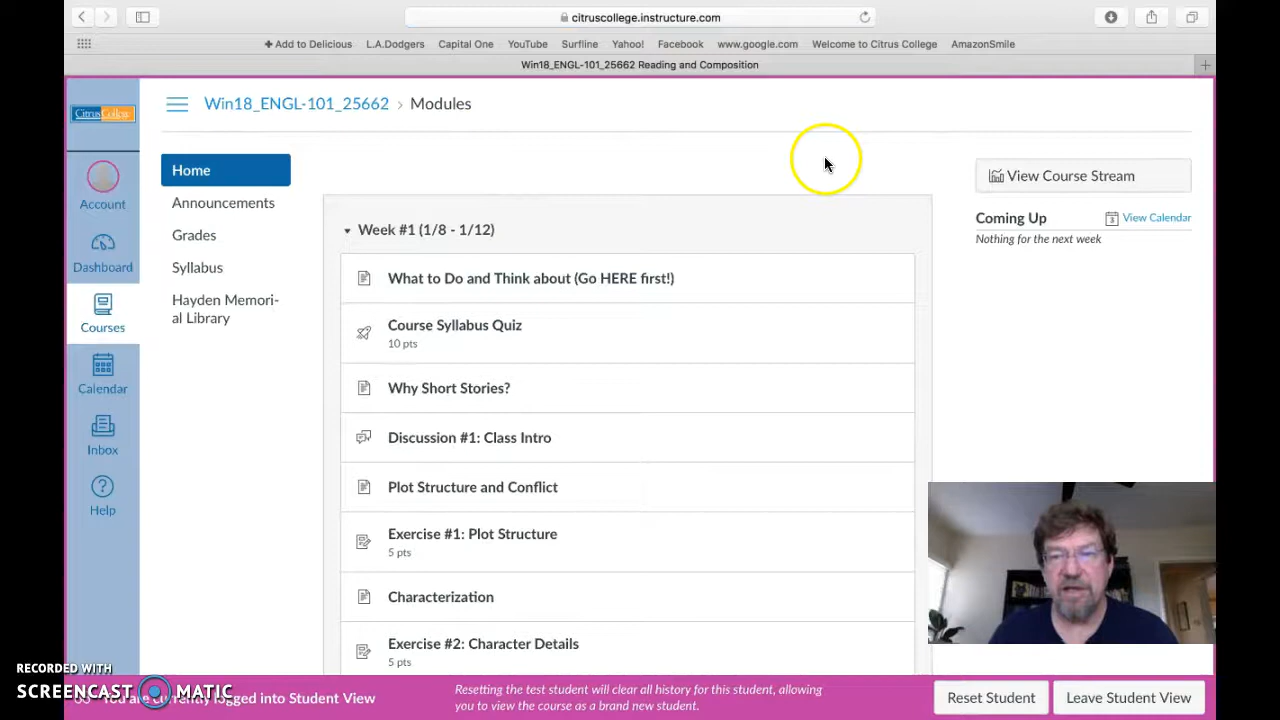 citruscollege.instructure.com
+ Add to Delicious L.A.Dodgers Capital One YouTube Surfline Yahoo! Facebook www.google.com Welcome to Citrus College AmazonSmile
Win18_ENGL-101_25662 Reading and Composition
CitrusCollege
Win18_ENGL-101_25662 › Modules
Account
Dashboard
Courses
Calendar
Inbox
Help
Home
Announcements
Grades
Syllabus
Hayden Memori-
al Library
Week #1 (1/8 - 1/12)
What to Do and Think about (Go HERE first!)
Course Syllabus Quiz
10 pts
Why Short Stories?
Discussion #1: Class Intro
Plot Structure and Conflict
Exercise #1: Plot Structure
5 pts
Characterization
Exercise #2: Character Details
5 pts
View Course Stream
Coming Up View Calendar
Nothing for the next week
RECORDED WITH
SCREENCAST MATIC
You are currently logged into Student View
Resetting the test student will clear all history for this student, allowing
you to view the course as a brand new student.
Reset Student
Leave Student View